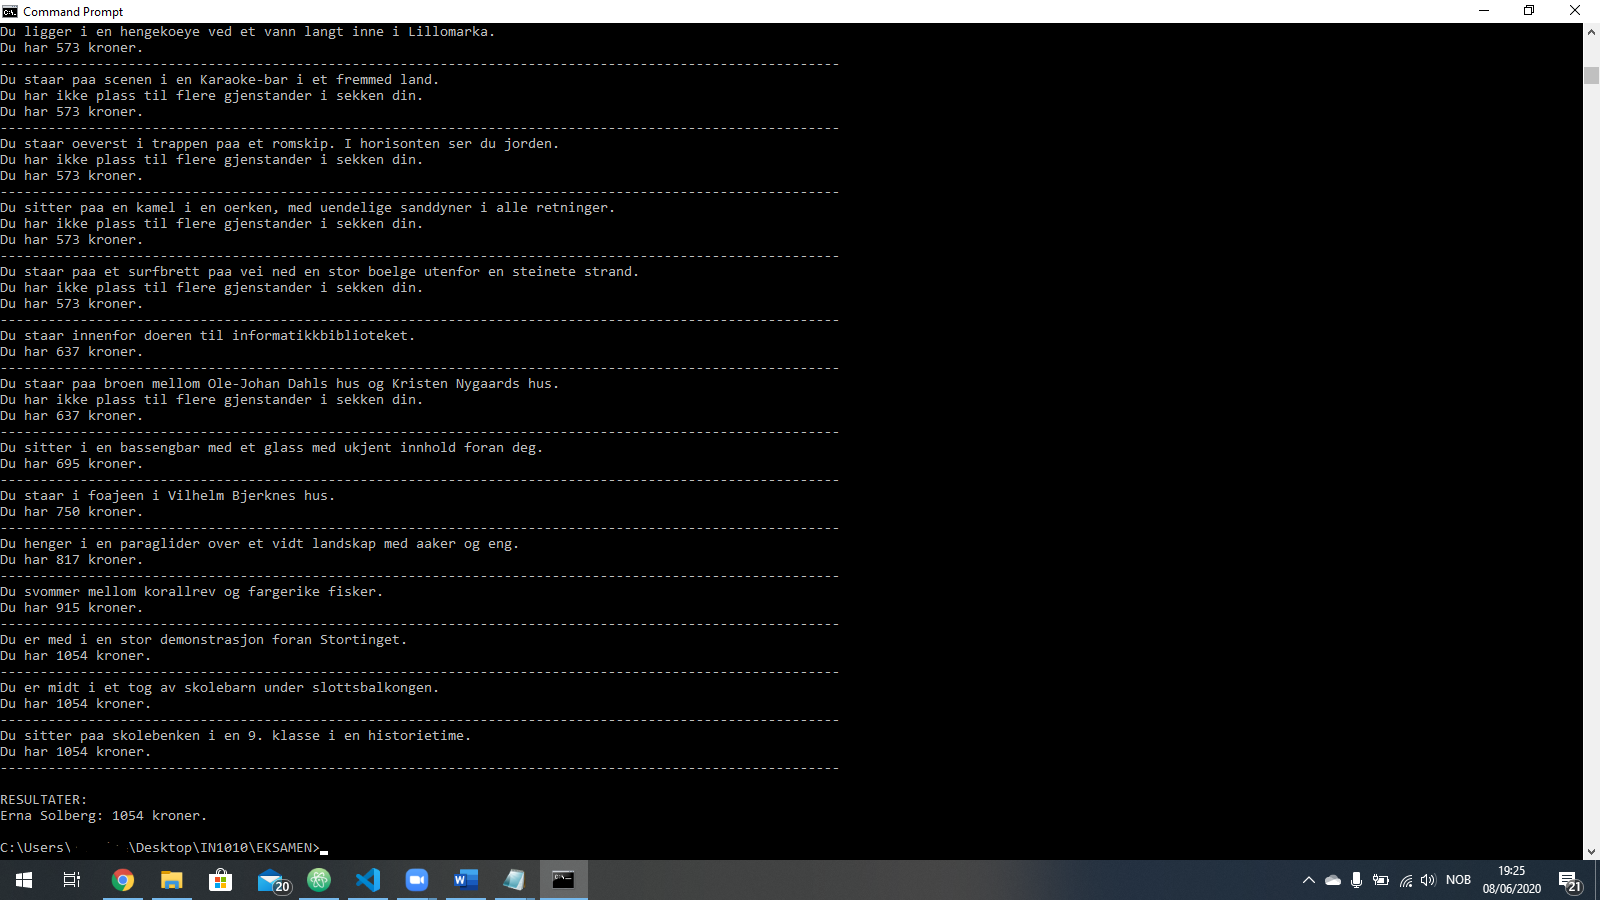 Command Prompt
Du ligger i en hengekoeye ved et vann langt inne i Lillomarka.
Du har 573 kroner.
---------------------------------------------------------------------------------------------------------
Du staar paa scenen i en Karaoke-bar i et fremmed land.
Du har ikke plass til flere gjenstander i sekken din.
Du har 573 kroner.
---------------------------------------------------------------------------------------------------------
Du staar oeverst i trappen paa et romskip. I horisonten ser du jorden.
Du har ikke plass til flere gjenstander i sekken din.
Du har 573 kroner.
---------------------------------------------------------------------------------------------------------
Du sitter paa en kamel i en oerken, med uendelige sanddyner i alle retninger.
Du har ikke plass til flere gjenstander i sekken din.
Du har 573 kroner.
---------------------------------------------------------------------------------------------------------
Du staar paa et surfbrett paa vei ned en stor boelge utenfor en steinete strand.
Du har ikke plass til flere gjenstander i sekken din.
Du har 573 kroner.
---------------------------------------------------------------------------------------------------------
Du staar innenfor doeren til informatikkbiblioteket.
Du har 637 kroner.
---------------------------------------------------------------------------------------------------------
Du staar paa broen mellom Ole-Johan Dahls hus og Kristen Nygaards hus.
Du har ikke plass til flere gjenstander i sekken din.
Du har 637 kroner.
---------------------------------------------------------------------------------------------------------
Du sitter i en bassengbar med et glass med ukjent innhold foran deg.
Du har 695 kroner.
---------------------------------------------------------------------------------------------------------
Du staar i foajeen i Vilhelm Bjerknes hus.
Du har 750 kroner.
---------------------------------------------------------------------------------------------------------
Du henger i en paraglider over et vidt landskap med aaker og eng.
Du har 817 kroner.
---------------------------------------------------------------------------------------------------------
Du svommer mellom korallrev og fargerike fisker.
Du har 915 kroner.
---------------------------------------------------------------------------------------------------------
Du er med i en stor demonstrasjon foran Stortinget.
Du har 1054 kroner.
---------------------------------------------------------------------------------------------------------
Du er midt i et tog av skolebarn under slottsbalkongen.
Du har 1054 kroner.
---------------------------------------------------------------------------------------------------------
Du sitter paa skolebenken i en 9. klasse i en historietime.
Du har 1054 kroner.
---------------------------------------------------------------------------------------------------------
RESULTATER:
Erna Solberg: 1054 kroner.
C:\Users\ \Desktop\IN1010\EKSAMEN>
20
NOB
19:25
08/06/2020
21